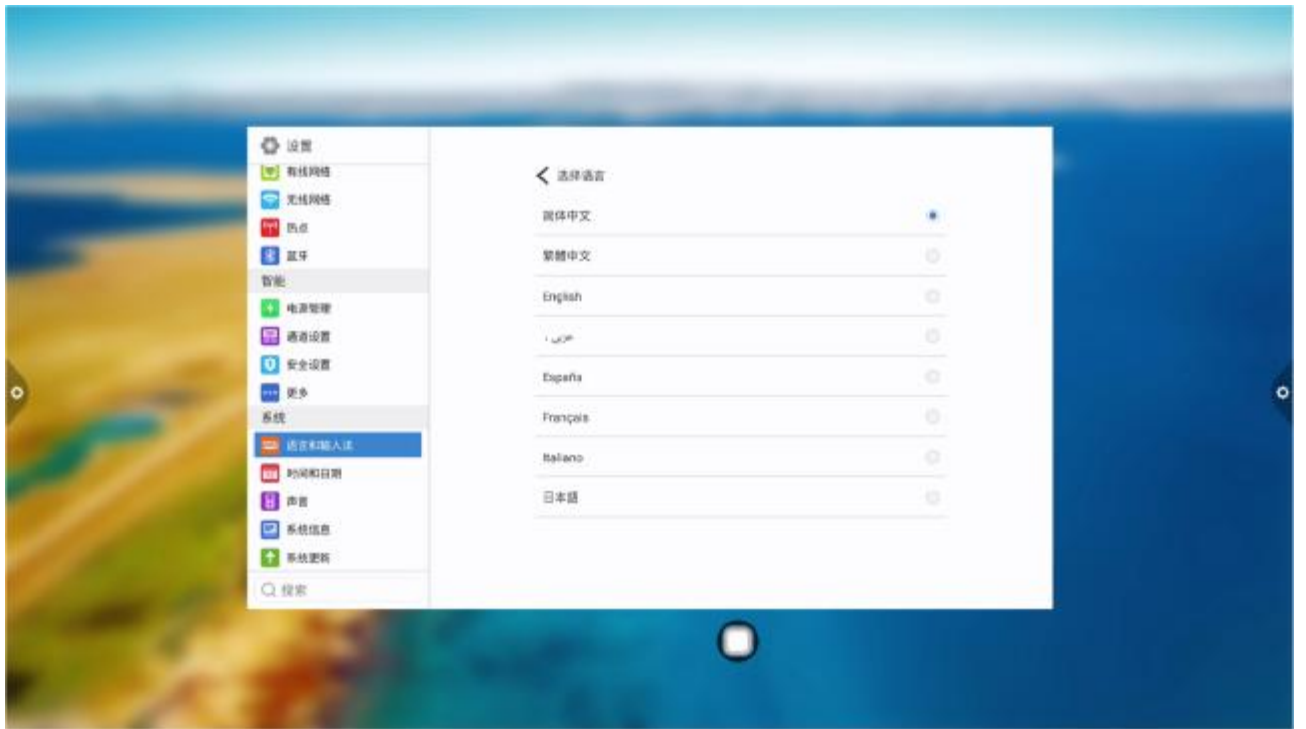 设置
有线网络
无线网络
热点
蓝牙
智能
电源管理
通道设置
安全设置
更多
系统
语言和输入法
时间和日期
声音
系统信息
系统更新
搜索
选择语言
简体中文
繁體中文
English
عربى ،
España
Français
Italiano
日本語